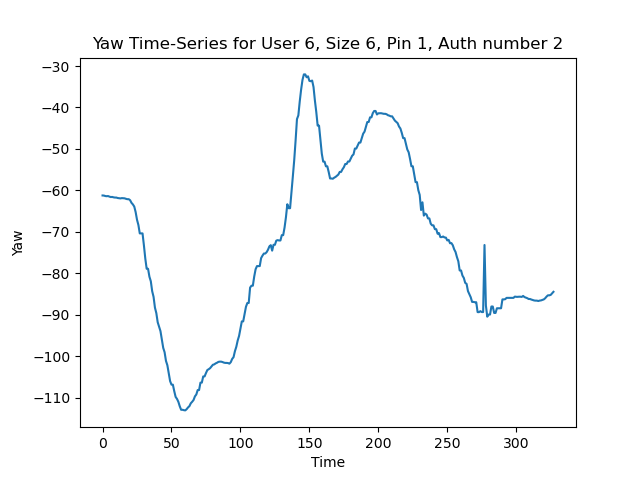 Yaw Time-Series for User 6, Size 6, Pin 1, Auth number 2
−30
−40
−50
−60
−70
−80
−90
−100
−110
Yaw
0 50 100 150 200 250 300
Time